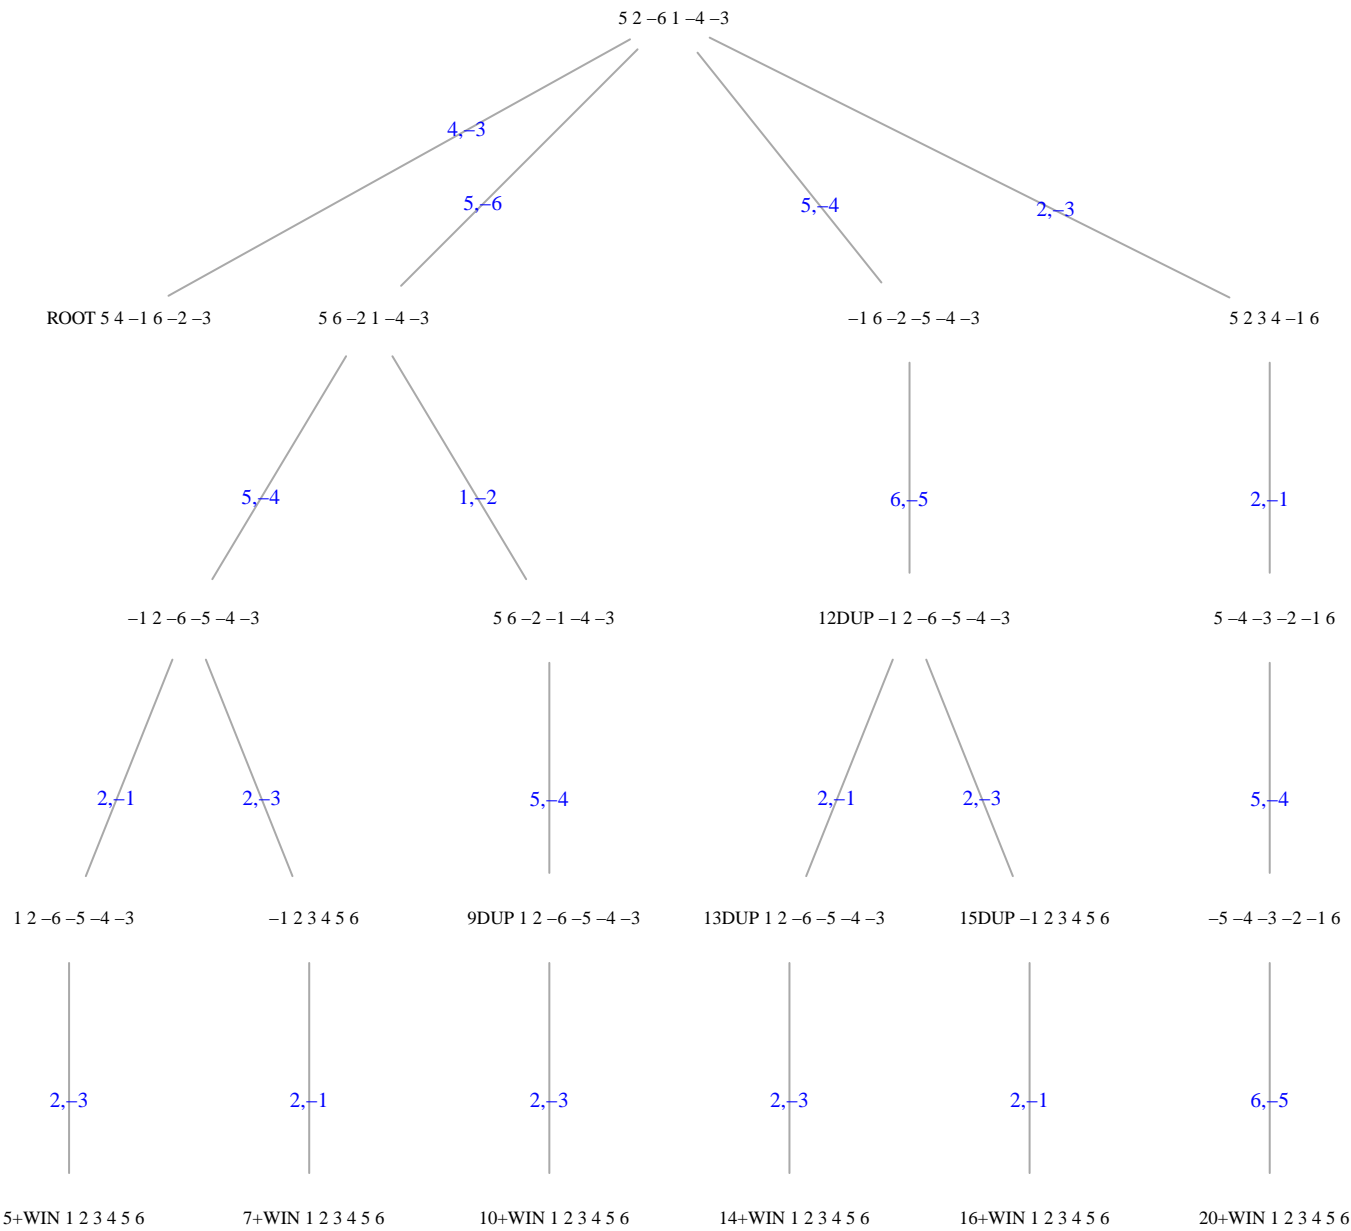 5 2 −6 1 −4 −3
4,−3
5,−6
5,−4
2,−3
ROOT 5 4 −1 6 −2 −3
5 6 −2 1 −4 −3
−1 6 −2 −5 −4 −3
5 2 3 4 −1 6
5,−4
1,−2
6,−5
2,−1
−1 2 −6 −5 −4 −3
5 6 −2 −1 −4 −3
12DUP −1 2 −6 −5 −4 −3
5 −4 −3 −2 −1 6
2,−1
2,−3
5,−4
2,−1
2,−3
5,−4
1 2 −6 −5 −4 −3
−1 2 3 4 5 6
9DUP 1 2 −6 −5 −4 −3
13DUP 1 2 −6 −5 −4 −3
15DUP −1 2 3 4 5 6
−5 −4 −3 −2 −1 6
2,−3
2,−1
2,−3
2,−3
2,−1
6,−5
5+WIN 1 2 3 4 5 6
7+WIN 1 2 3 4 5 6
10+WIN 1 2 3 4 5 6
14+WIN 1 2 3 4 5 6
16+WIN 1 2 3 4 5 6
20+WIN 1 2 3 4 5 6